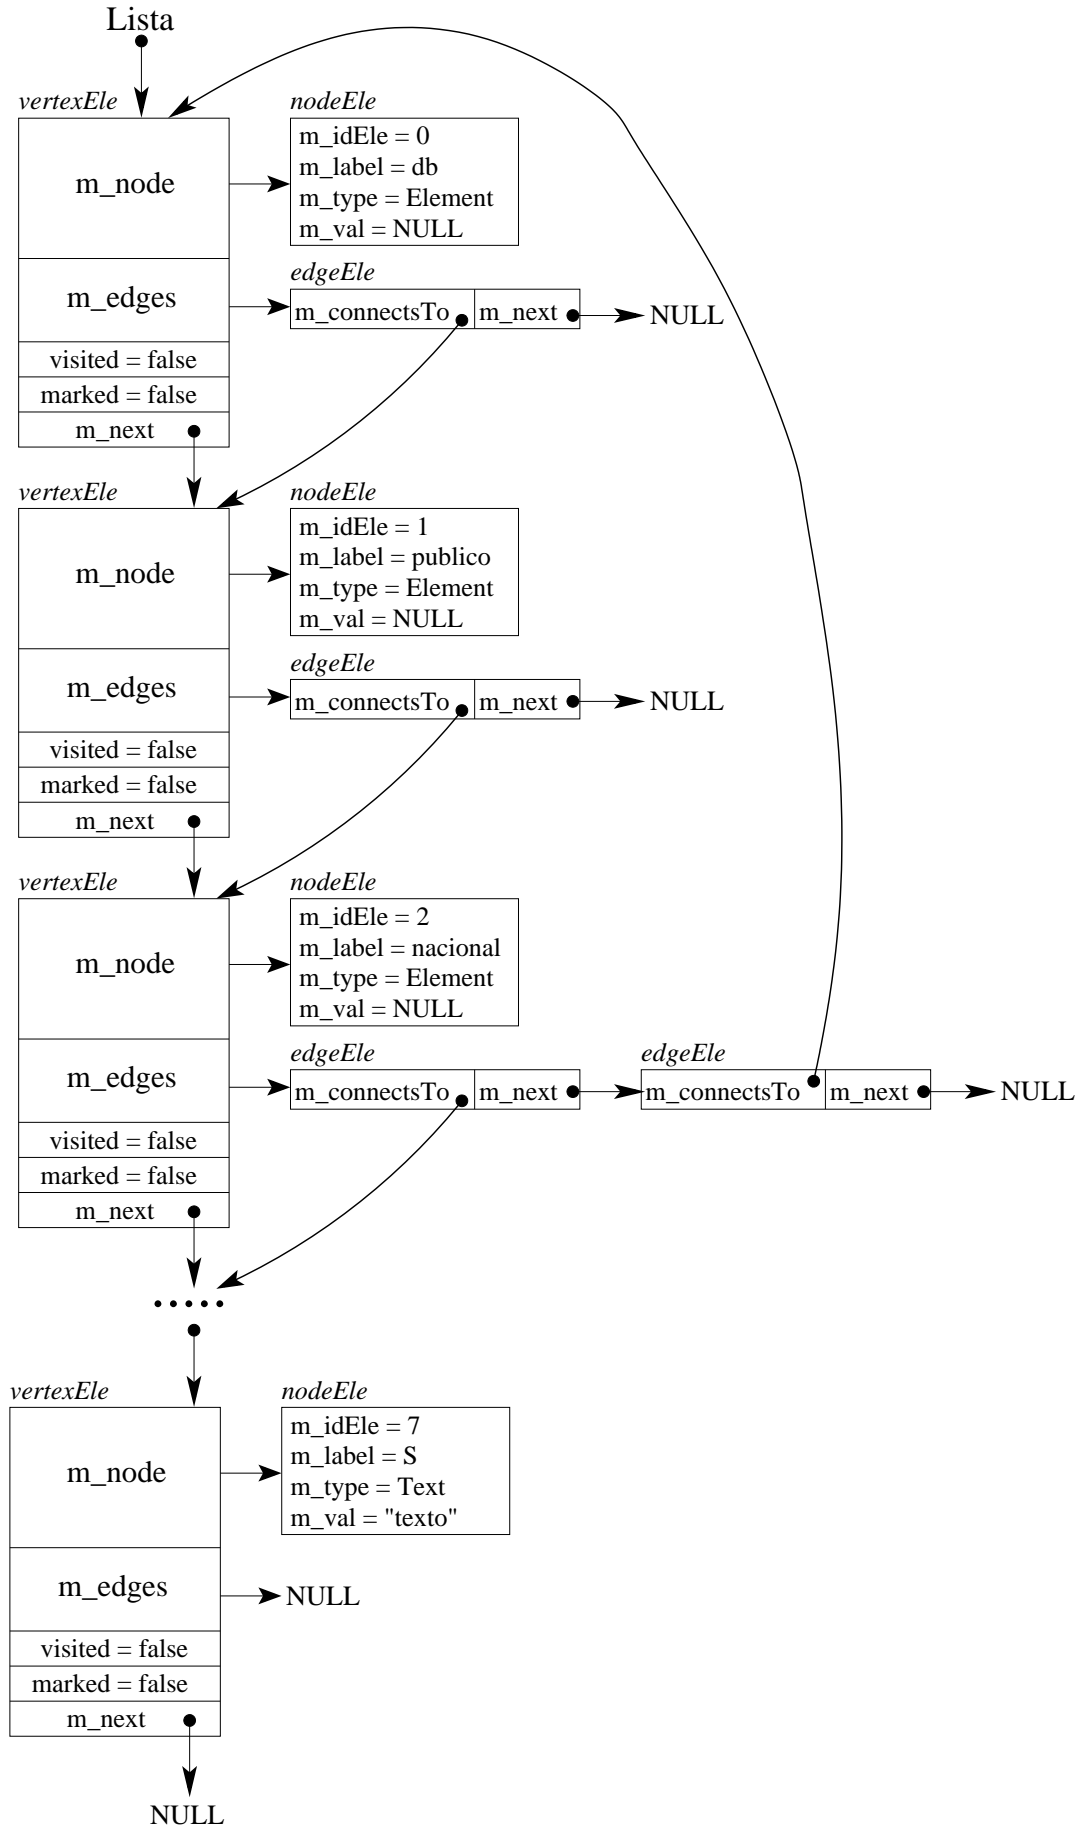 Lista
vertexEle
nodeEle
m_node
m_idEle = 0
m_label = db
m_type = Element
m_val = NULL
edgeEle
m_edges
m_connectsTo m_next NULL
visited = false
marked = false
m_next
vertexEle
nodeEle
m_node
m_idEle = 1
m_label = publico
m_type = Element
m_val = NULL
edgeEle
m_edges
m_connectsTo m_next NULL
visited = false
marked = false
m_next
vertexEle
nodeEle
m_node
m_idEle = 2
m_label = nacional
m_type = Element
m_val = NULL
edgeEle
edgeEle
m_edges
m_connectsTo m_next m_connectsTo m_next NULL
visited = false
marked = false
m_next
.....
vertexEle
nodeEle
m_node
m_idEle = 7
m_label = S
m_type = Text
m_val = "texto"
m_edges
NULL
visited = false
marked = false
m_next
NULL